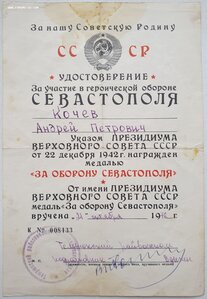 За нашу Советскую Родину
СС СР
УДОСТОВЕРЕНИЕ
За участие в героической обороне
СЕВАСТОПОЛЯ
Кочев
Андрей Петрович
Указом ПРЕЗИДИУМА
ВЕРХОВНОГО СОВЕТА СССР
от 22 декабря 1942 г. награжден
медалью
«ЗА ОБОРОНУ СЕВАСТОПОЛЯ»
От имени ПРЕЗИДИУМА
ВЕРХОВНОГО СОВЕТА СССР
медаль «За оборону Севастополя»
вручена
К № 008433